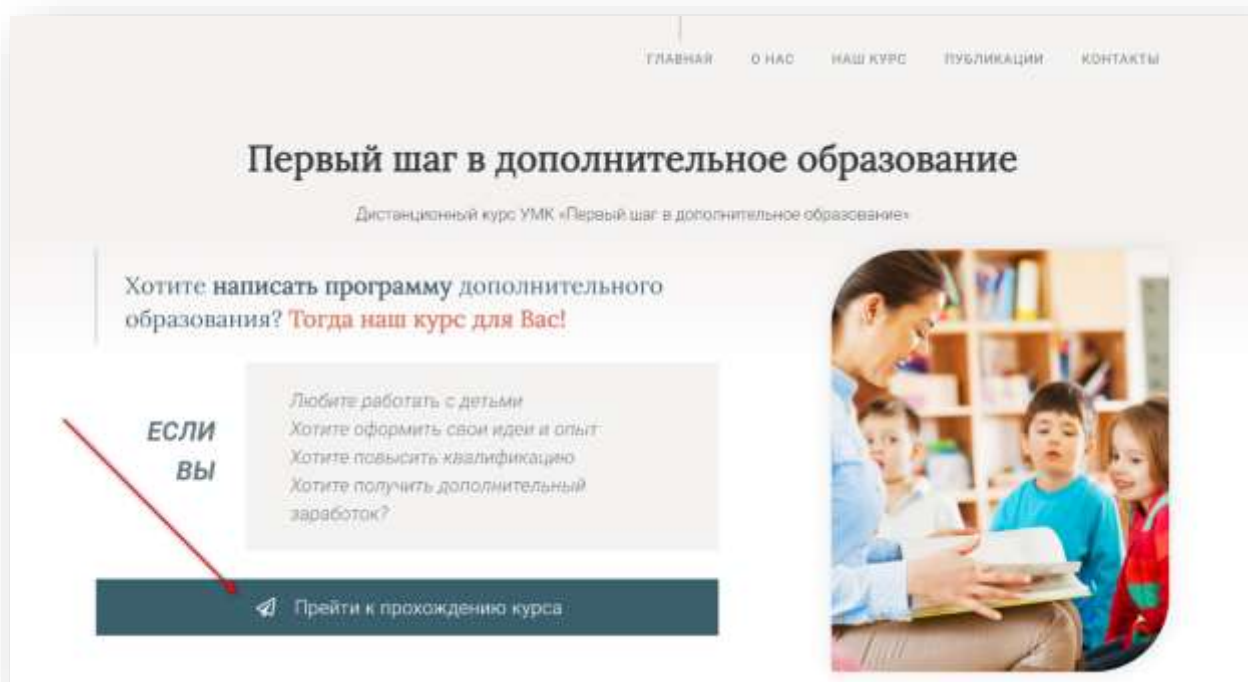 ГЛАВНАЯ О НАС НАШ КУРС ПУБЛИКАЦИИ КОНТАКТЫ
Первый шаг в дополнительное образование
Дистанционный курс УМК «Первый шаг в дополнительное образование»
Хотите написать программу дополнительного
образования? Тогда наш курс для Вас!
ЕСЛИ
ВЫ
Любите работать с детьми
Хотите оформить свои идеи и опыт
Хотите повысить квалификацию
Хотите получить дополнительный
заработок?
Прейти к прохождению курса